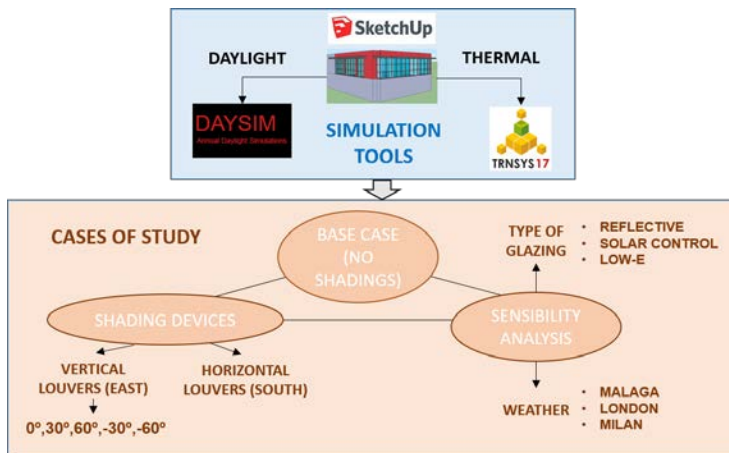 SketchUp
DAYLIGHT
THERMAL
DAYSIM
Annual Daylight Simulations
SIMULATION
TOOLS
TRNSYS 17
CASES OF STUDY
BASE CASE
(NO
SHADINGS)
TYPE OF
GLAZING
• REFLECTIVE
• SOLAR CONTROL
• LOW-E
SHADING DEVICES
SENSIBILITY
ANALYSIS
VERTICAL
LOUVERS (EAST)
HORIZONTAL
LOUVERS (SOUTH)
0º,30º,60º,-30º,-60º
WEATHER
• MALAGA
• LONDON
• MILAN